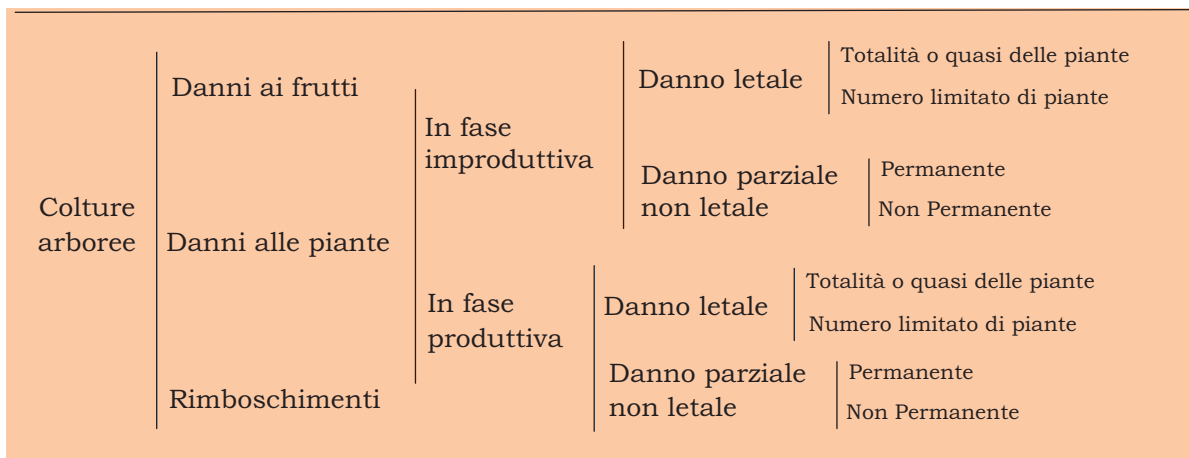 Colture
arboree
Danni ai frutti
Danni alle piante
Rimboschimenti
In fase
improduttiva
Danno letale
Totalità o quasi delle piante
Numero limitato di piante
Danno parziale
non letale
Permanente
Non Permanente
In fase
produttiva
Danno letale
Totalità o quasi delle piante
Numero limitato di piante
Danno parziale
non letale
Permanente
Non Permanente